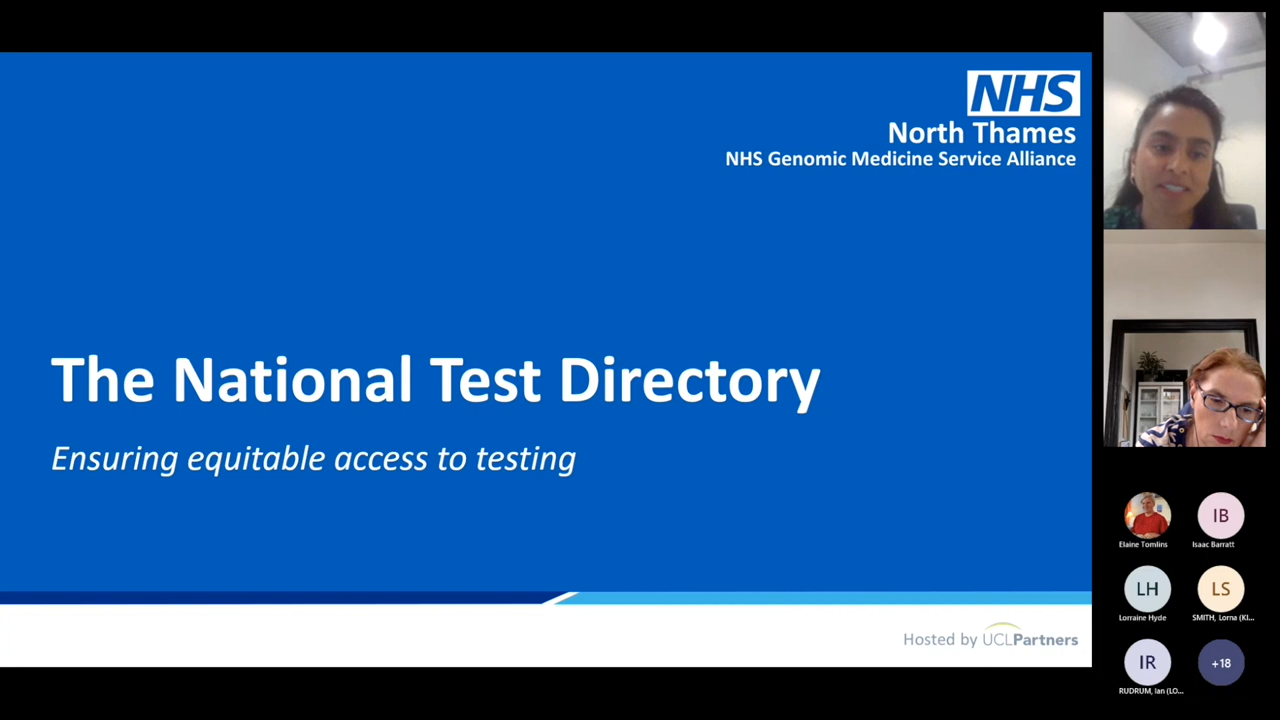 NHS
North Thames
NHS Genomic Medicine Service Alliance
The National Test Directory
Ensuring equitable access to testing
Hosted by UCLPartners
Elaine Tomlins
IB
Isaac Barratt
LH
Lorraine Hyde
LS
SMITH, Lorna (KI...
IR
RUDRUM, Ian (LO...
+18